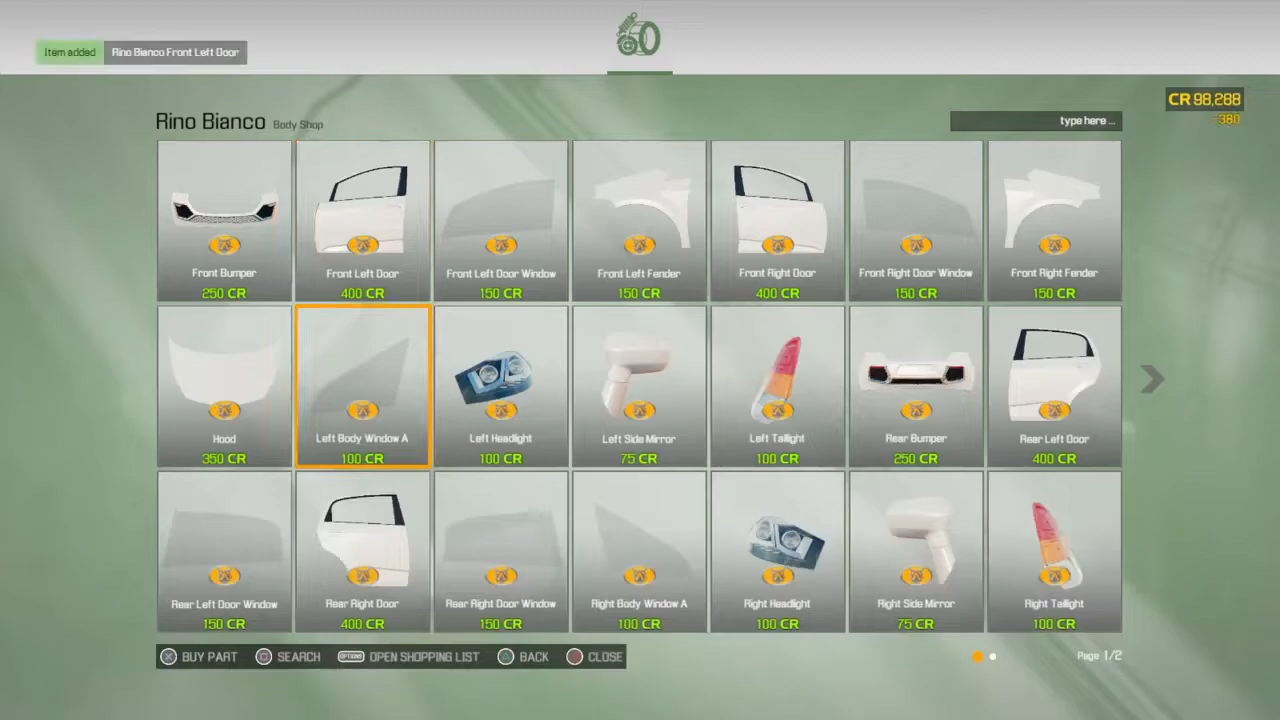 Item added Rino Bianco Front Left Door
CR 98,288
-380
Rino Bianco Body Shop
type here ...
Front Bumper
250 CR
Front Left Door
400 CR
Front Left Door Window
150 CR
Front Left Fender
150 CR
Front Right Door
400 CR
Front Right Door Window
150 CR
Front Right Fender
150 CR
Hood
350 CR
Left Body Window A
100 CR
Left Headlight
100 CR
Left Side Mirror
75 CR
Left Taillight
100 CR
Rear Bumper
250 CR
Rear Left Door
400 CR
Rear Left Door Window
150 CR
Rear Right Door
400 CR
Rear Right Door Window
150 CR
Right Body Window A
100 CR
Right Headlight
100 CR
Right Side Mirror
75 CR
Right Taillight
100 CR
BUY PART SEARCH OPTIONS OPEN SHOPPING LIST BACK CLOSE
Page 1/2